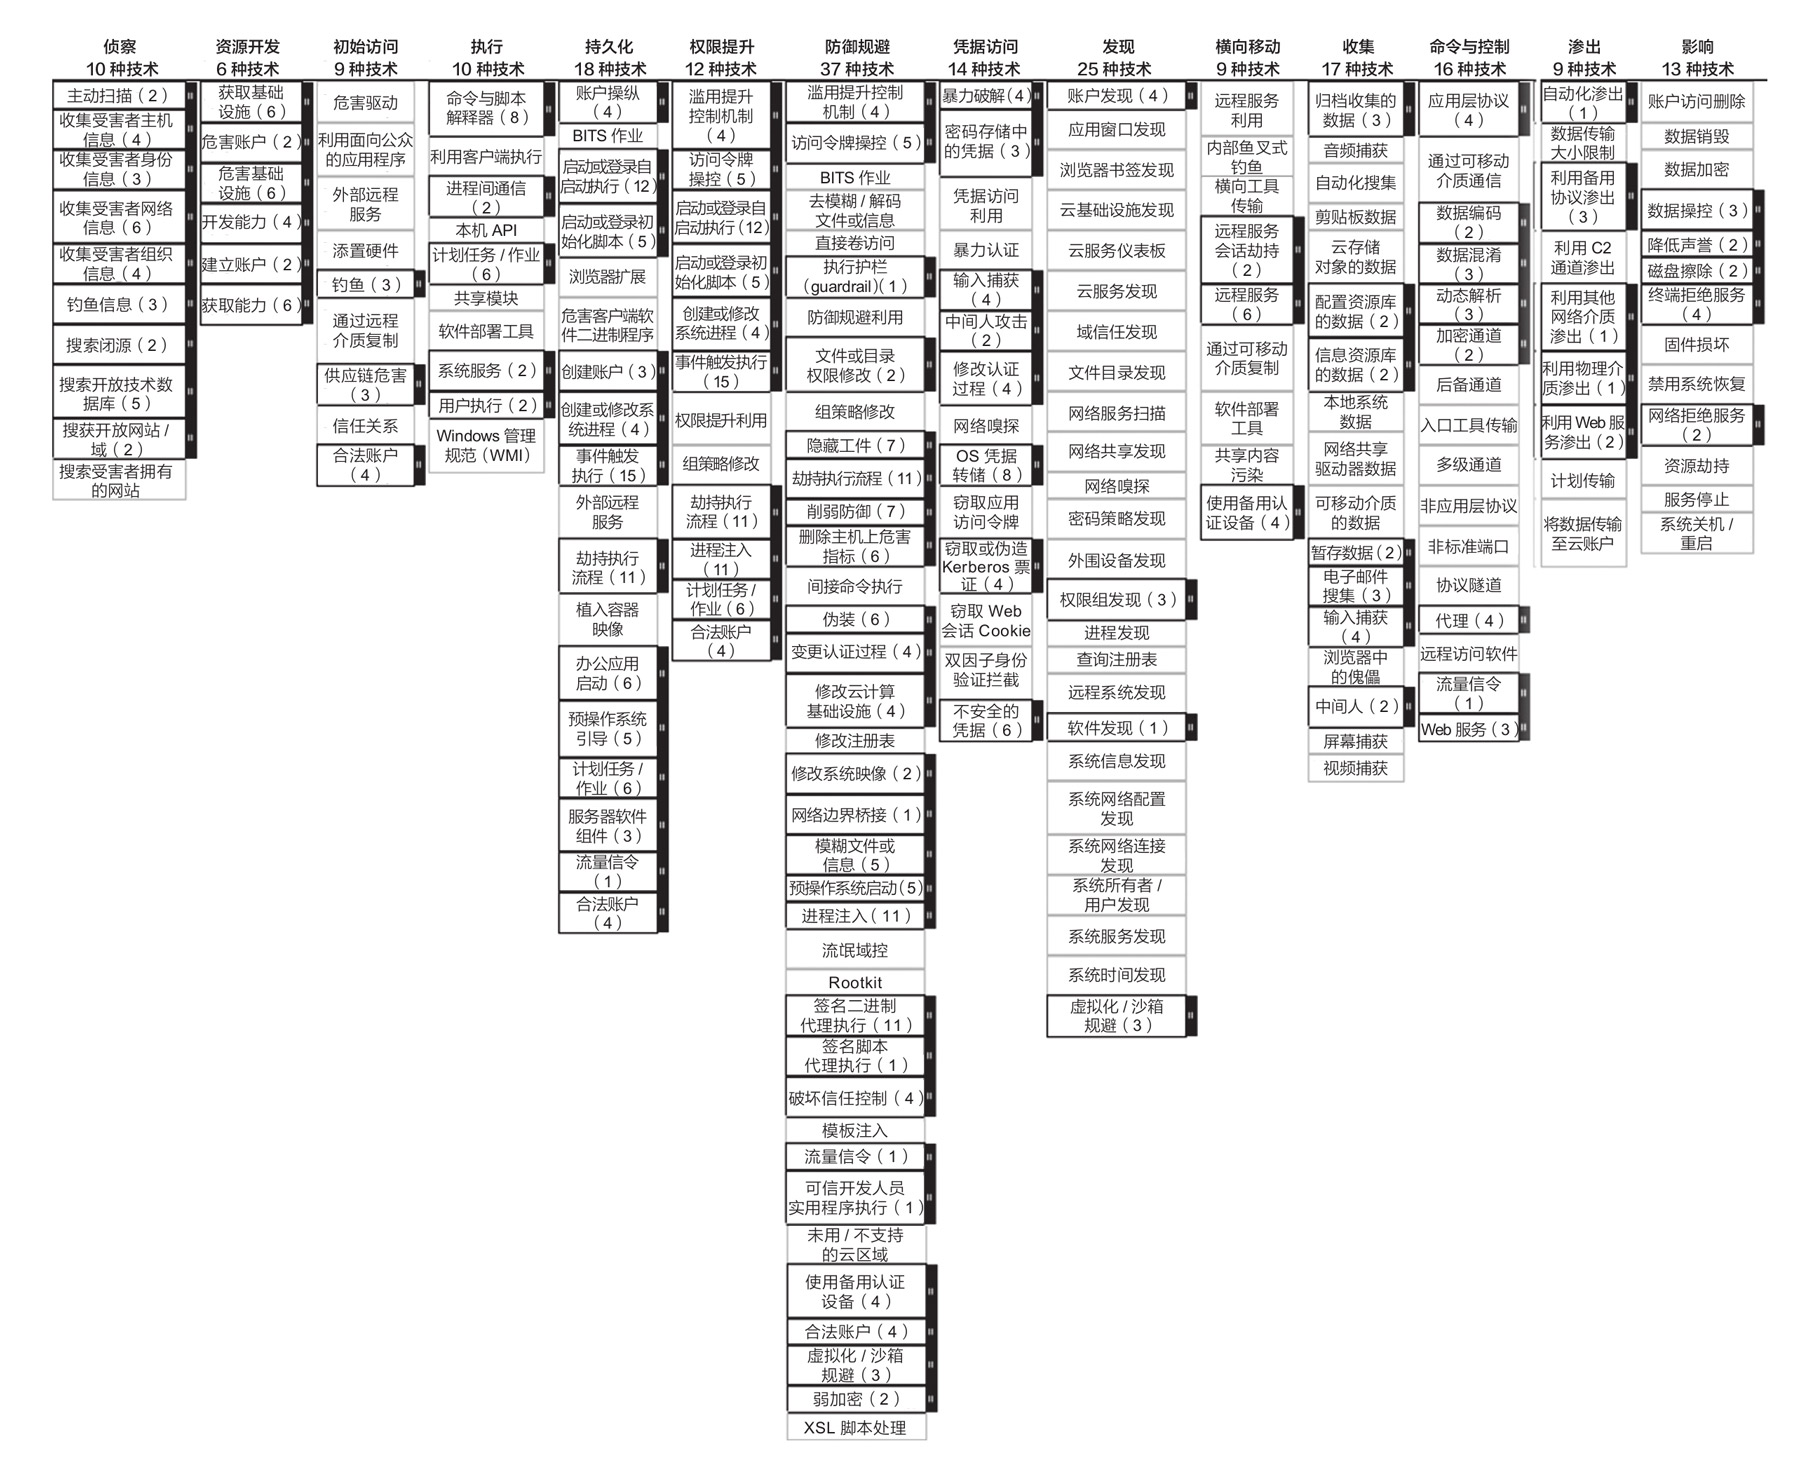 侦察
10 种技术
主动扫描（2）
收集受害者主机
信息（4）
收集受害者身份
信息（3）
收集受害者网络
信息（6）
收集受害者组织
信息（4）
钓鱼信息（3）
搜索闭源（2）
搜索开放技术数
据库（5）
搜获开放网站 /
域（2）
搜索受害者拥有
的网站
资源开发
6 种技术
获取基础
设施（6）
危害账户（2）
危害基础
设施（6）
开发能力（4）
建立账户（2）
获取能力（6）
初始访问
9 种技术
危害驱动
利用面向公众
的应用程序
外部远程
服务
添置硬件
钓鱼（3）
通过远程
介质复制
供应链危害
（3）
信任关系
合法账户
（4）
执行
10 种技术
命令与脚本
解释器（8）
利用客户端执行
进程间通信
（2）
本机 API
计划任务 / 作业
（6）
共享模块
软件部署工具
系统服务（2）
用户执行（2）
Windows 管理
规范（WMI）
持久化
18 种技术
账户操纵
（4）
BITS 作业
启动或登录自
启动执行（12）
启动或登录初
始化脚本（5）
浏览器扩展
危害客户端软
件二进制程序
创建账户（3）
创建或修改系
统进程（4）
事件触发
执行（15）
外部远程
服务
劫持执行
流程（11）
植入容器
映像
办公应用
启动（6）
预操作系统
引导（5）
计划任务 /
作业（6）
服务器软件
组件（3）
流量信令
（1）
合法账户
（4）
权限提升
12 种技术
滥用提升
控制机制
（4）
访问令牌
操控（5）
启动或登录自
启动执行（12）
启动或登录初
始化脚本（5）
创建或修改
系统进程（4）
事件触发执行
（15）
权限提升利用
组策略修改
劫持执行
流程（11）
进程注入
（11）
计划任务 /
作业（6）
合法账户
（4）
防御规避
37 种技术
滥用提升控制
机制（4）
访问令牌操控（5）
BITS 作业
去模糊 / 解码
文件或信息
直接卷访问
执行护栏
（guardrail）（1）
防御规避利用
文件或目录
权限修改（2）
组策略修改
隐藏工件（7）
劫持执行流程（11）
削弱防御（7）
删除主机上危害
指标（6）
间接命令执行
伪装（6）
变更认证过程（4）
修改云计算
基础设施（4）
修改注册表
修改系统映像（2）
网络边界桥接（1）
模糊文件或
信息（5）
预操作系统启动（5）
进程注入（11）
流氓域控
Rootkit
签名二进制
代理执行（11）
签名脚本
代理执行（1）
破坏信任控制（4）
模板注入
流量信令（1）
可信开发人员
实用程序执行（1）
未用 / 不支持
的云区域
使用备用认证
设备（4）
合法账户（4）
虚拟化 / 沙箱
规避（3）
弱加密（2）
XSL 脚本处理
凭据访问
14 种技术
暴力破解（4）
密码存储中
的凭据（3）
凭据访问
利用
暴力认证
输入捕获
（4）
中间人攻击
（2）
修改认证
过程（4）
网络嗅探
OS 凭据
转储（8）
窃取应用
访问令牌
窃取或伪造
Kerberos 票
证（4）
窃取 Web
会话 Cookie
双因子身份
验证拦截
不安全的
凭据（6）
发现
25 种技术
账户发现（4）
应用窗口发现
浏览器书签发现
云基础设施发现
云服务仪表板
云服务发现
域信任发现
文件目录发现
网络服务扫描
网络共享发现
网络嗅探
密码策略发现
外围设备发现
权限组发现（3）
进程发现
查询注册表
远程系统发现
软件发现（1）
系统信息发现
系统网络配置
发现
系统网络连接
发现
系统所有者 /
用户发现
系统服务发现
系统时间发现
虚拟化 / 沙箱
规避（3）
横向移动
9 种技术
远程服务
利用
内部鱼叉式
钓鱼
横向工具
传输
远程服务
会话劫持
（2）
远程服务
（6）
通过可移动
介质复制
软件部署
工具
共享内容
污染
使用备用认
证设备（4）
收集
17 种技术
归档收集的
数据（3）
音频捕获
自动化搜集
剪贴板数据
云存储
对象的数据
配置资源库
的数据（2）
信息资源库
的数据（2）
本地系统
数据
网络共享
驱动器数据
可移动介质
的数据
暂存数据（2）
电子邮件
搜集（3）
输入捕获
（4）
浏览器中
的傀儡
中间人（2）
屏幕捕获
视频捕获
命令与控制
16 种技术
应用层协议
（4）
通过可移动
介质通信
数据编码
（2）
数据混淆
（3）
动态解析
（3）
加密通道
（2）
后备通道
入口工具传输
多级通道
非应用层协议
非标准端口
协议隧道
代理（4）
远程访问软件
流量信令
（1）
Web 服务（3）
渗出
9 种技术
自动化渗出
（1）
数据传输
大小限制
利用备用
协议渗出
（3）
利用 C2
通道渗出
利用其他
网络介质
渗出（1）
利用物理介
质渗出（1）
利用 Web 服
务渗出（2）
计划传输
将数据传输
至云账户
影响
13 种技术
账户访问删除
数据销毁
数据加密
数据操控（3）
降低声誉（2）
磁盘擦除（2）
终端拒绝服务
（4）
固件损坏
禁用系统恢复
网络拒绝服务
（2）
资源劫持
服务停止
系统关机 /
重启